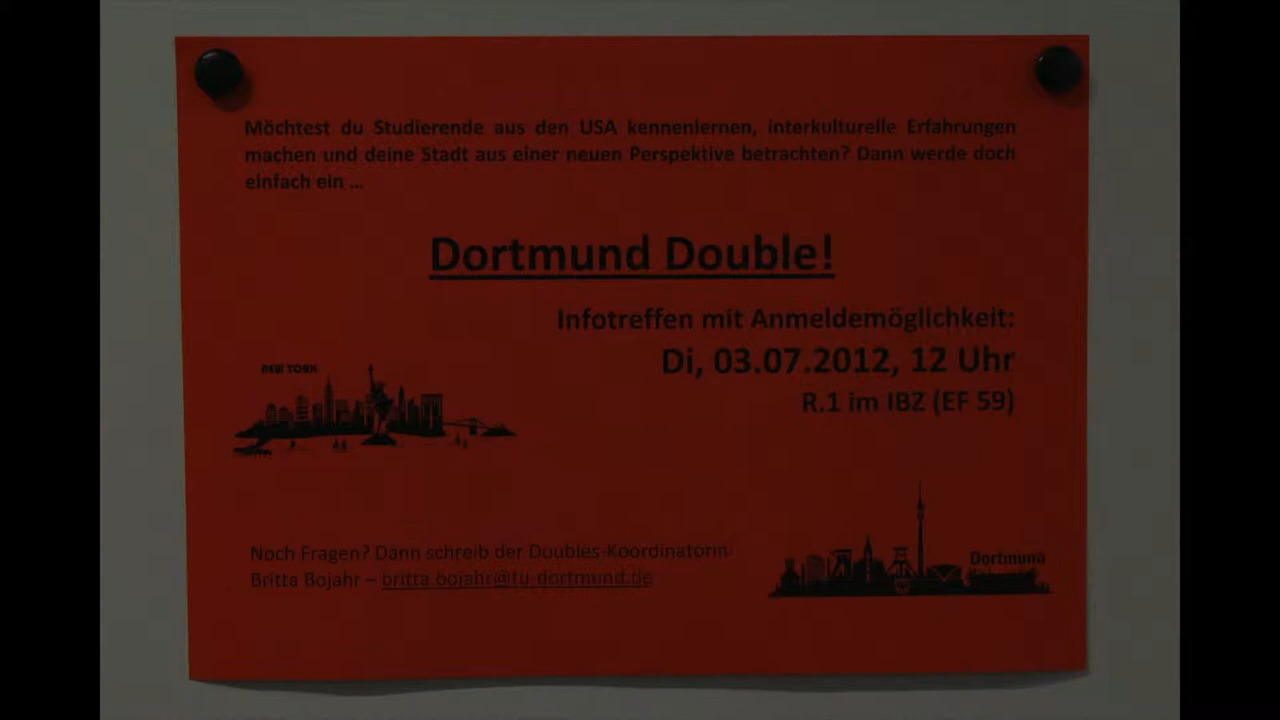 Möchtest du Studierende aus den USA kennenlernen, interkulturelle Erfahrungen
machen und deine Stadt aus einer neuen Perspektive betrachten? Dann werde doch
einfach ein …
Dortmund Double!
Infotreffen mit Anmeldemöglichkeit:
Di, 03.07.2012, 12 Uhr
R.1 im IBZ (EF 59)
NEW YORK
Noch Fragen? Dann schreib der Doubles-Koordinatorin:
Britta Bojahr – britta.bojahr@tu-dortmund.de
Dortmund